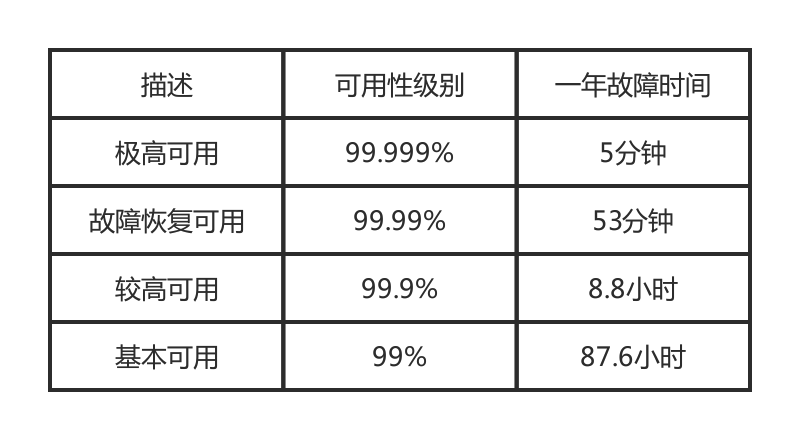 描述 可用性级别 一年故障时间
极高可用 99.999% 5分钟
故障恢复可用 99.99% 53分钟
较高可用 99.9% 8.8小时
基本可用 99% 87.6小时